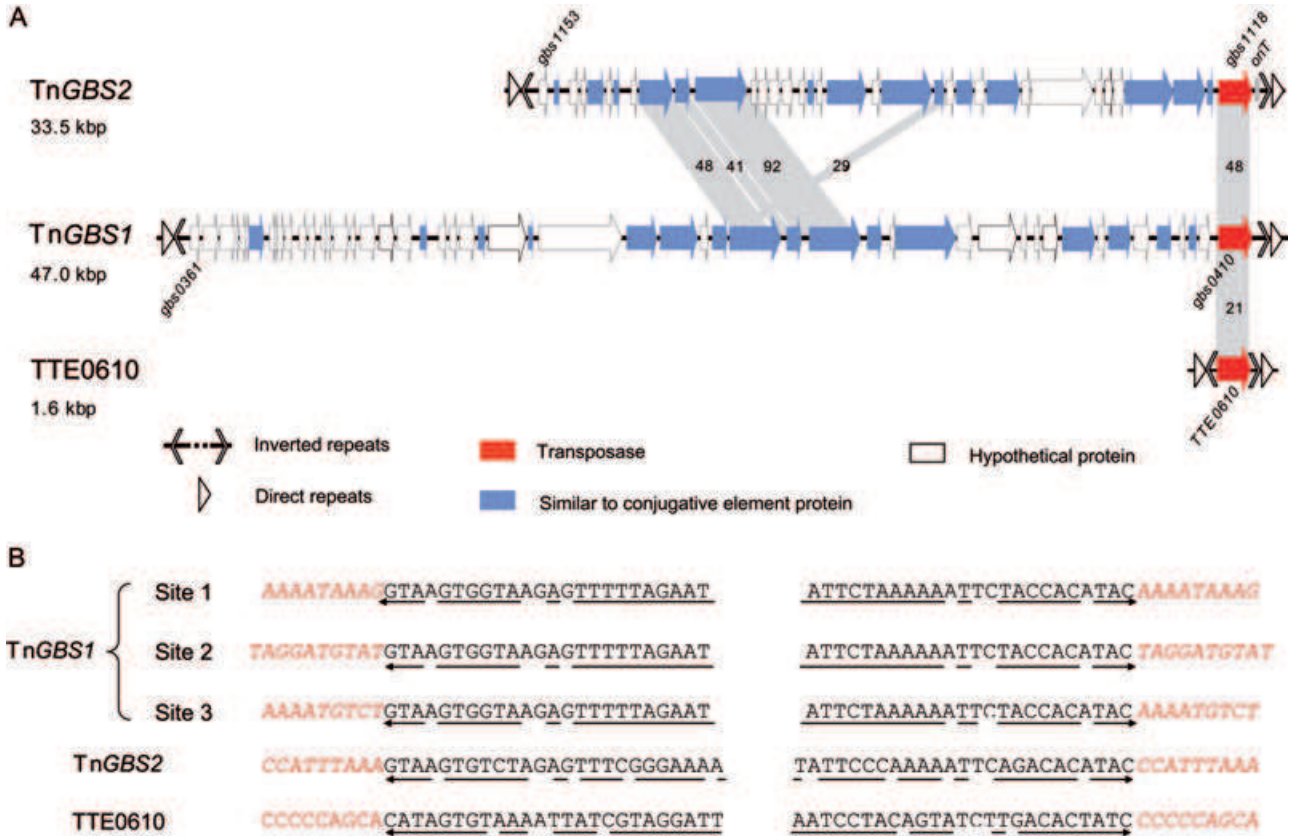 A
gbs1153
gbs1118
oriT
TnGBS2
33.5 kbp
48 41 92 29 48
TnGBS1
47.0 kbp
gbs0361
gbs0410
21
TTE0610
1.6 kbp
TTE0610
Inverted repeats
Transposase
Hypothetical protein
Direct repeats
Similar to conjugative element protein
B
TnGBS1
Site 1 AAAATAAAGGTAAGTGGTAAGAGTTTTTAGAAT ATTCTAAAAAATTCTACCACATACAAAATAAAG
Site 2 TAGGATGTATGTAAGTGGTAAGAGTTTTTAGAAT ATTCTAAAAAATTCTACCACATACTAGGATGTAT
Site 3 AAAATGTCTGTAAGTGGTAAGAGTTTTTAGAAT ATTCTAAAAAATTCTACCACATACAAAATGTCT
TnGBS2 CCATTTAAAGTAAGTGTCTAGAGTTTCGGGAAAA TATTCCCAAAAATTCAGACACATACCCATTTAAA
TTE0610 CCCCCAGCACATAGTGTAAAATTATCGTAGGATT AATCCTACAGTATCTTGACACTATCCCCCCAGCA